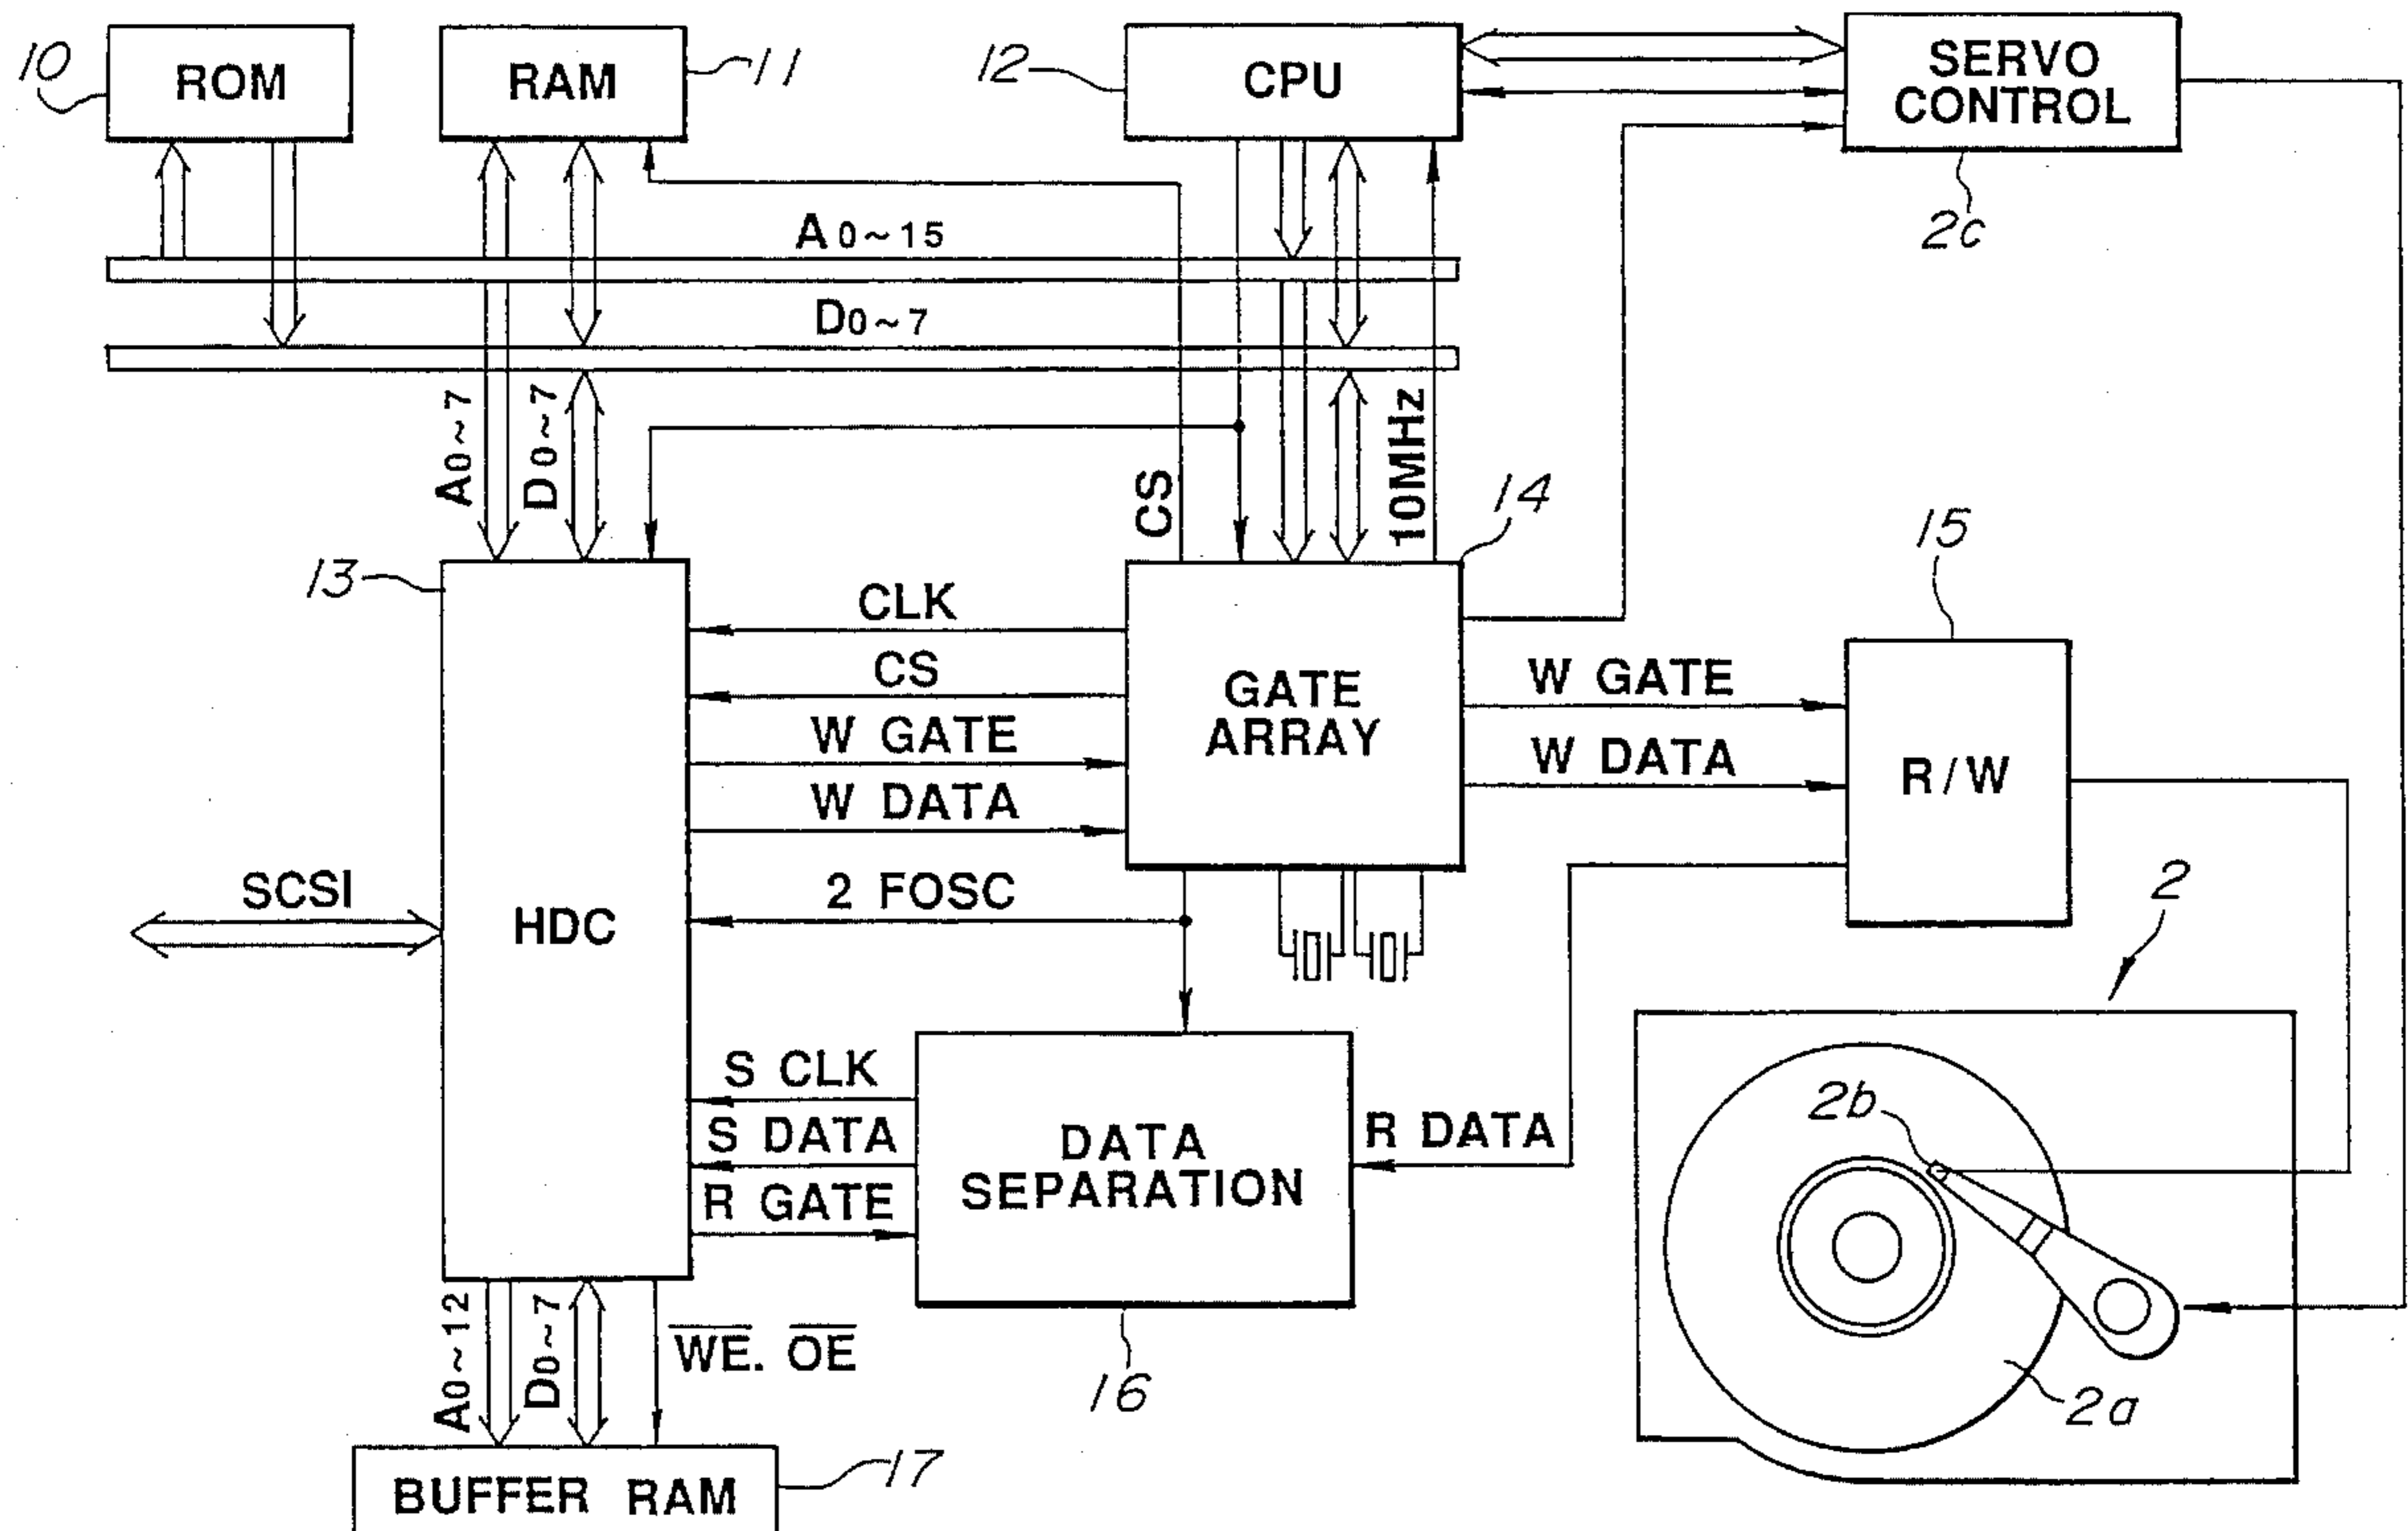 10
ROM
RAM
11
12
CPU
SERVO
CONTROL
2c
A0~15
D0~7
A0~7
D0~7
CS
10MHz
14
13
15
CLK
CS
W GATE
W DATA
GATE
ARRAY
W GATE
W DATA
R/W
SCSI
HDC
2 FOSC
2
S CLK
S DATA
R GATE
DATA
SEPARATION
R DATA
2b
2a
A0~12
D0~7
W̅E̅. O̅E̅
16
BUFFER RAM
17